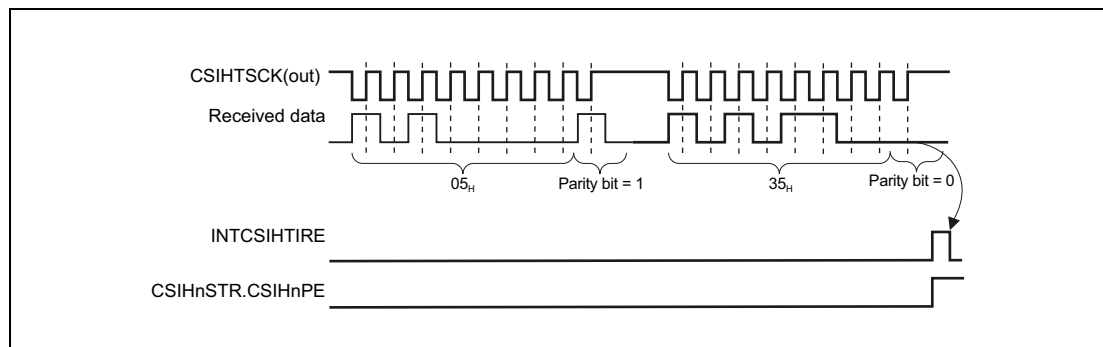 CSIHTSCK(out)
Received data
05H
Parity bit = 1
35H
Parity bit = 0
INTCSIHTIRE
CSIHnSTR.CSIHnPE